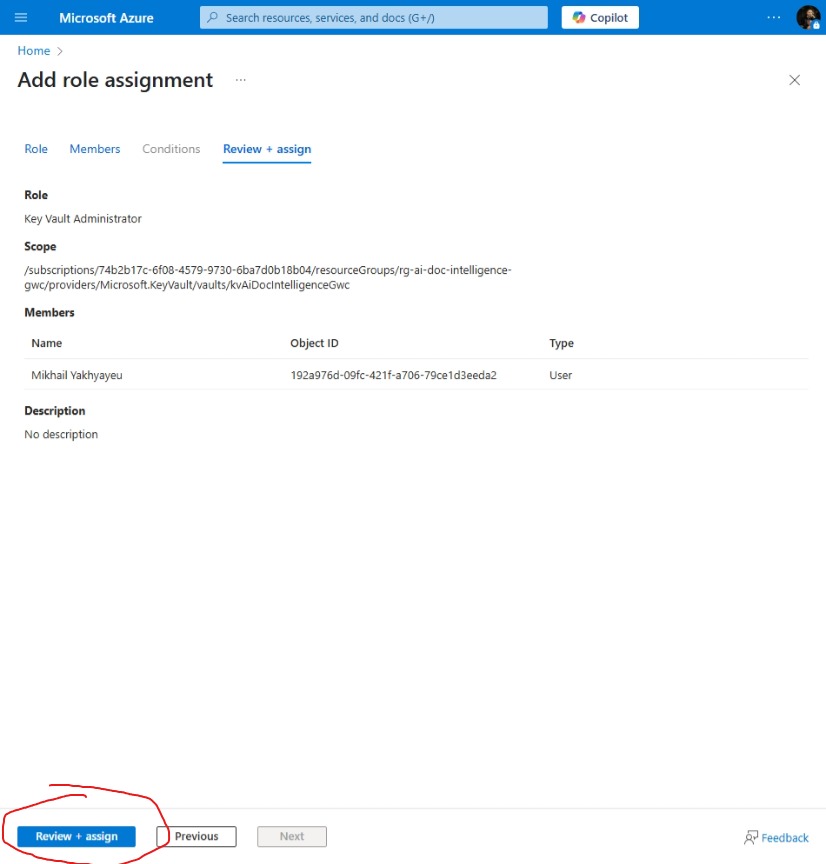 Microsoft Azure
Search resources, services, and docs (G+/)
Copilot
...
Home >
Add role assignment ...
Role Members Conditions Review + assign
Role
Key Vault Administrator
Scope
/subscriptions/74b2b17c-6f08-4579-9730-6ba7d0b18b04/resourceGroups/rg-ai-doc-intelligence-
gwc/providers/Microsoft.KeyVault/vaults/kvAiDocIntelligenceGwc
Members
Name Object ID Type
Mikhail Yakhyayeu 192a976d-09fc-421f-a706-79ce1d3eeda2 User
Description
No description
Review + assign Previous Next Feedback